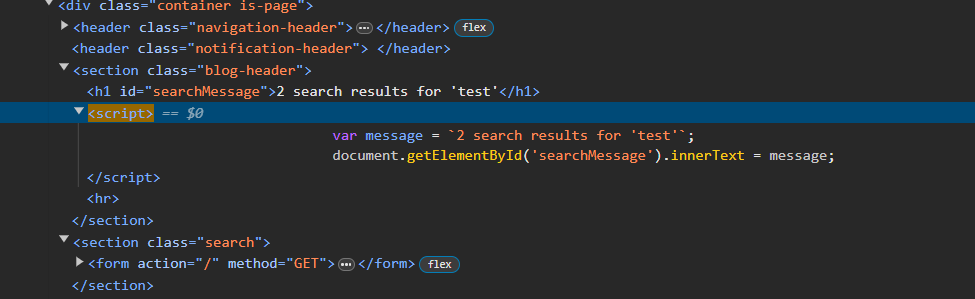 <div class="container is-page">
<header class="navigation-header">⋯</header> flex
<header class="notification-header"> </header>
<section class="blog-header">
<h1 id="searchMessage">2 search results for 'test'</h1>
<script> == $0
var message = `2 search results for 'test'`;
document.getElementById('searchMessage').innerText = message;
</script>
<hr>
</section>
<section class="search">
<form action="/" method="GET">⋯</form> flex
</section>